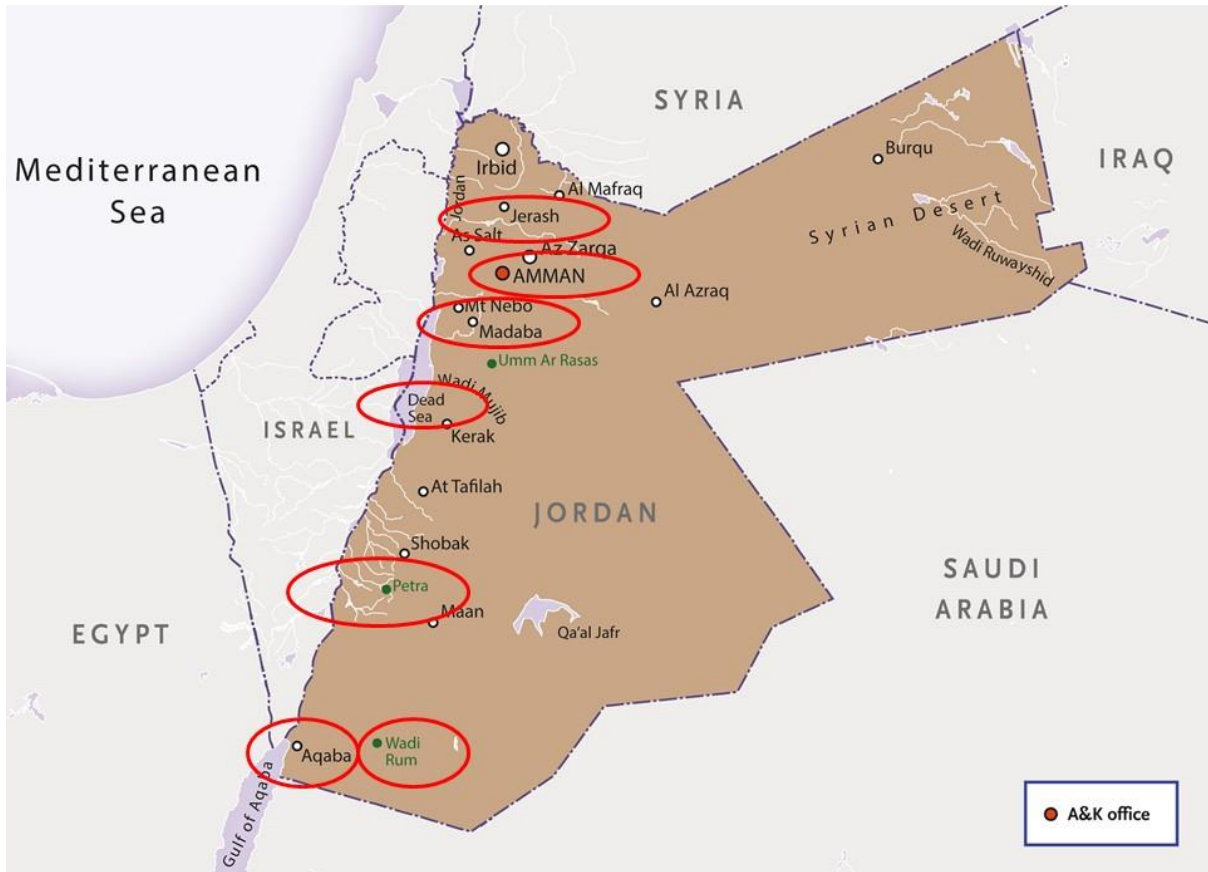 SYRIA
Mediterranean
Sea
IRAQ
Burqu
Irbid
Al Mafraq
Jordan
Jerash
Syrian Desert
Wadi Ruwayshid
As Salt
Az Zarqa
AMMAN
Al Azraq
Mt Nebo
Madaba
Umm Ar Rasas
Wadi Mujib
Dead
Sea
ISRAEL
Kerak
At Tafilah
JORDAN
Shobak
SAUDI
ARABIA
Petra
Maan
EGYPT
Qa'al Jafr
Aqaba
Wadi
Rum
Gulf of Aqaba
A&K office